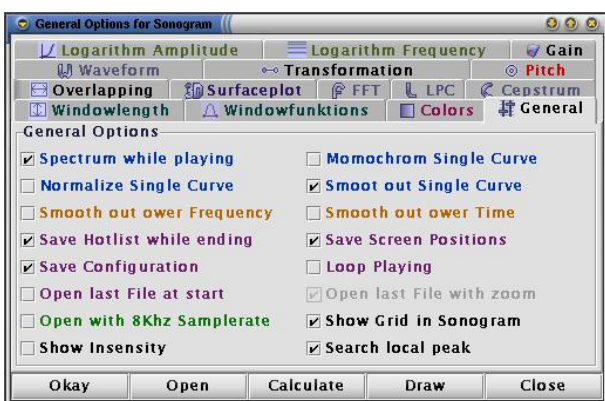 General Options for Sonogram
Logarithm Amplitude Logarithm Frequency Gain
Waveform Transformation Pitch
Overlapping Surfaceplot FFT LPC Cepstrum
Windowlength Windowfunktions Colors General
General Options
Spectrum while playing Momochrom Single Curve
Normalize Single Curve Smoot out Single Curve
Smooth out ower Frequency Smooth out ower Time
Save Hotlist while ending Save Screen Positions
Save Configuration Loop Playing
Open last File at start Open last File with zoom
Open with 8Khz Samplerate Show Grid in Sonogram
Show Insensity Search local peak
Okay Open Calculate Draw Close